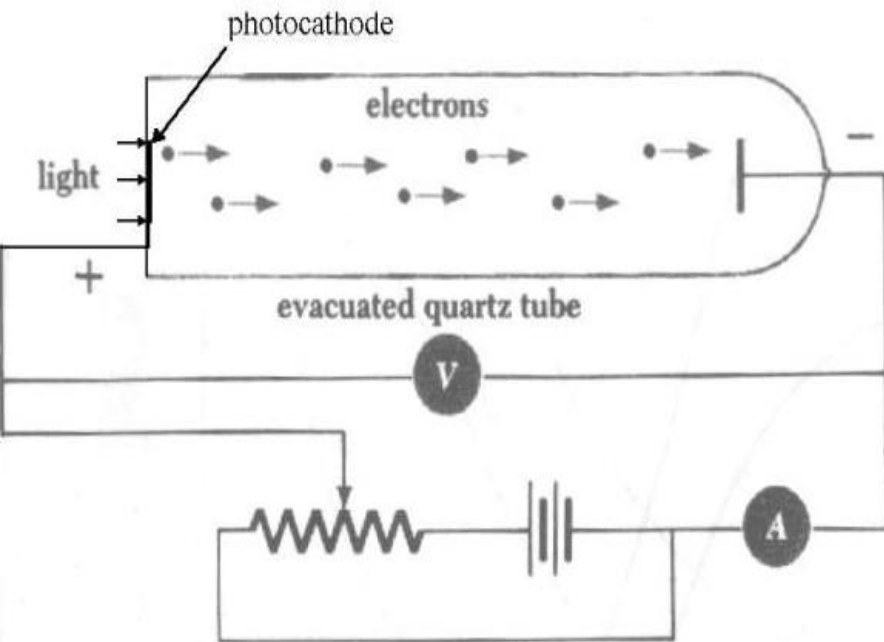 photocathode
electrons
light
−
+
evacuated quartz tube
V
A